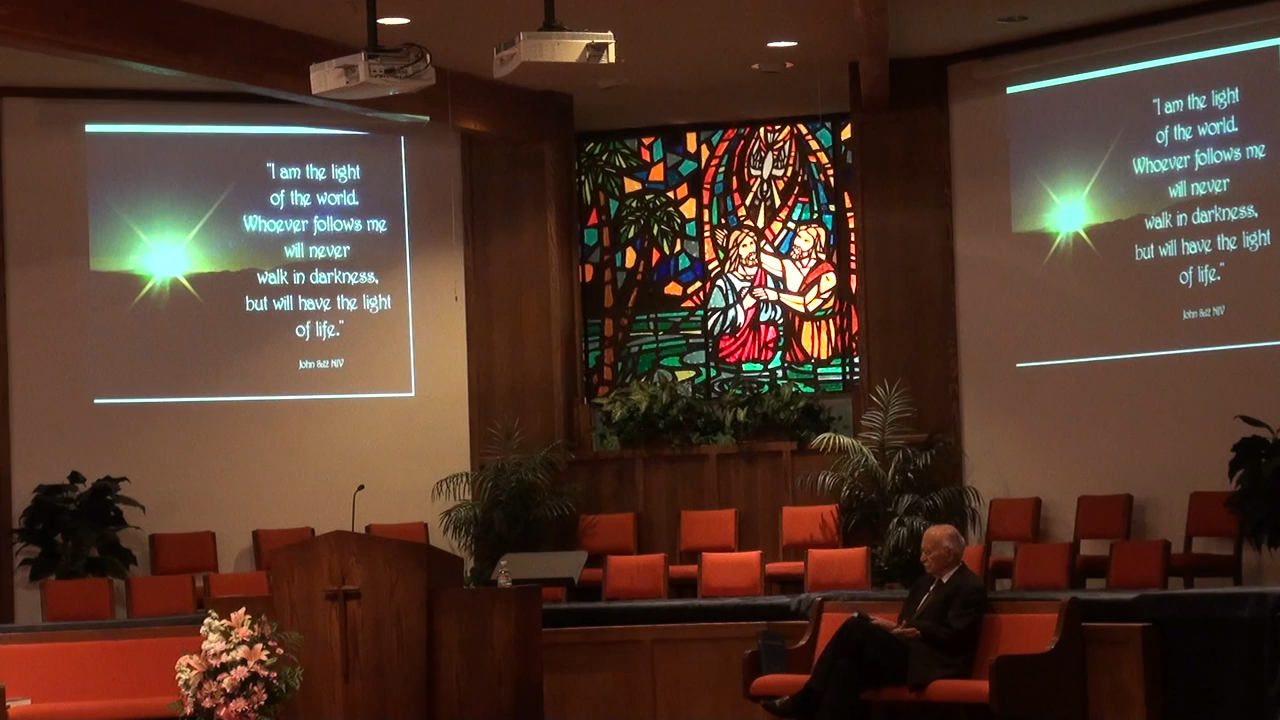 "I am the light
of the world.
Whoever follows me
will never
walk in darkness,
but will have the light
of life."
John 8:12 NIV
"I am the light
of the world.
Whoever follows me
will never
walk in darkness,
but will have the light
of life."
John 8:12 NIV